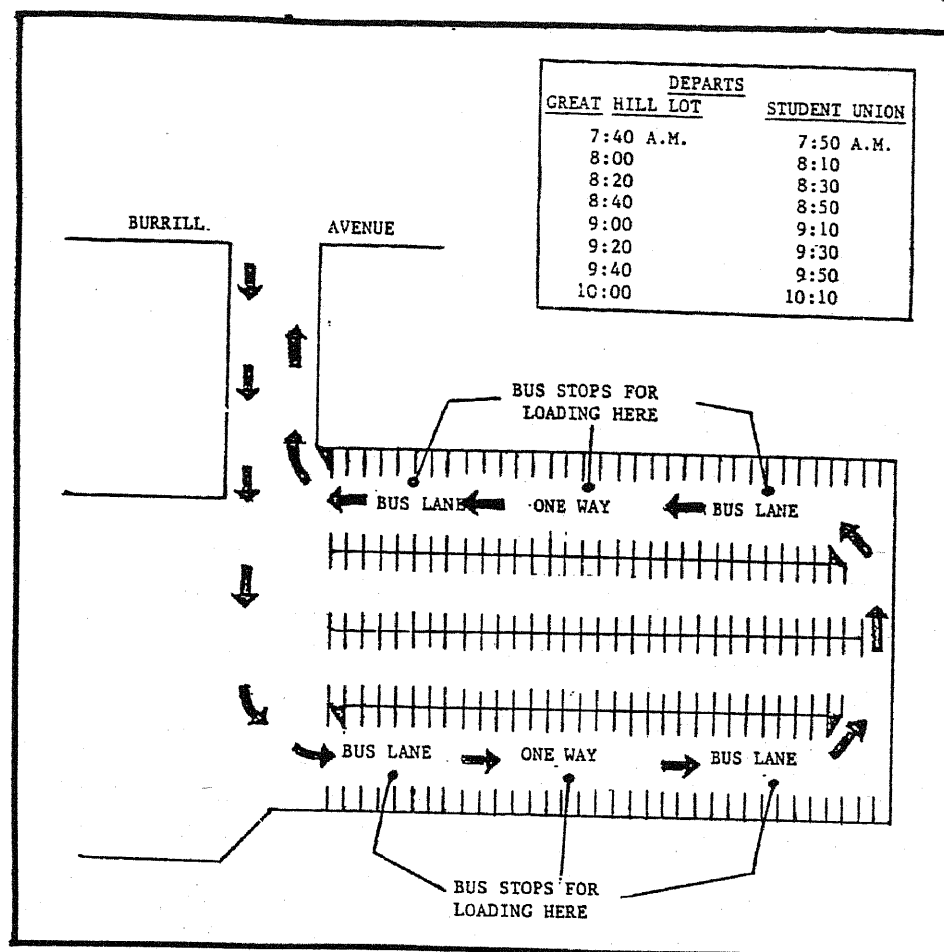 DEPARTS
GREAT HILL LOT STUDENT UNION
7:40 A.M. 7:50 A.M.
8:00 8:10
8:20 8:30
8:40 8:50
9:00 9:10
9:20 9:30
9:40 9:50
10:00 10:10
BURRILL. AVENUE
BUS STOPS FOR
LOADING HERE
BUS LANE ONE WAY BUS LANE
BUS LANE ONE WAY BUS LANE
BUS STOPS FOR
LOADING HERE